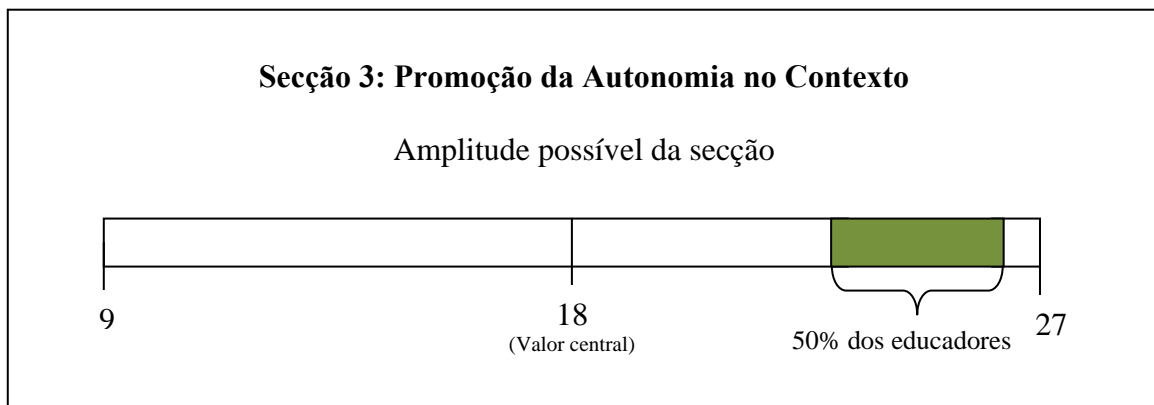 Secção 3: Promoção da Autonomia no Contexto
Amplitude possível da secção
9
18
(Valor central)
50% dos educadores
27